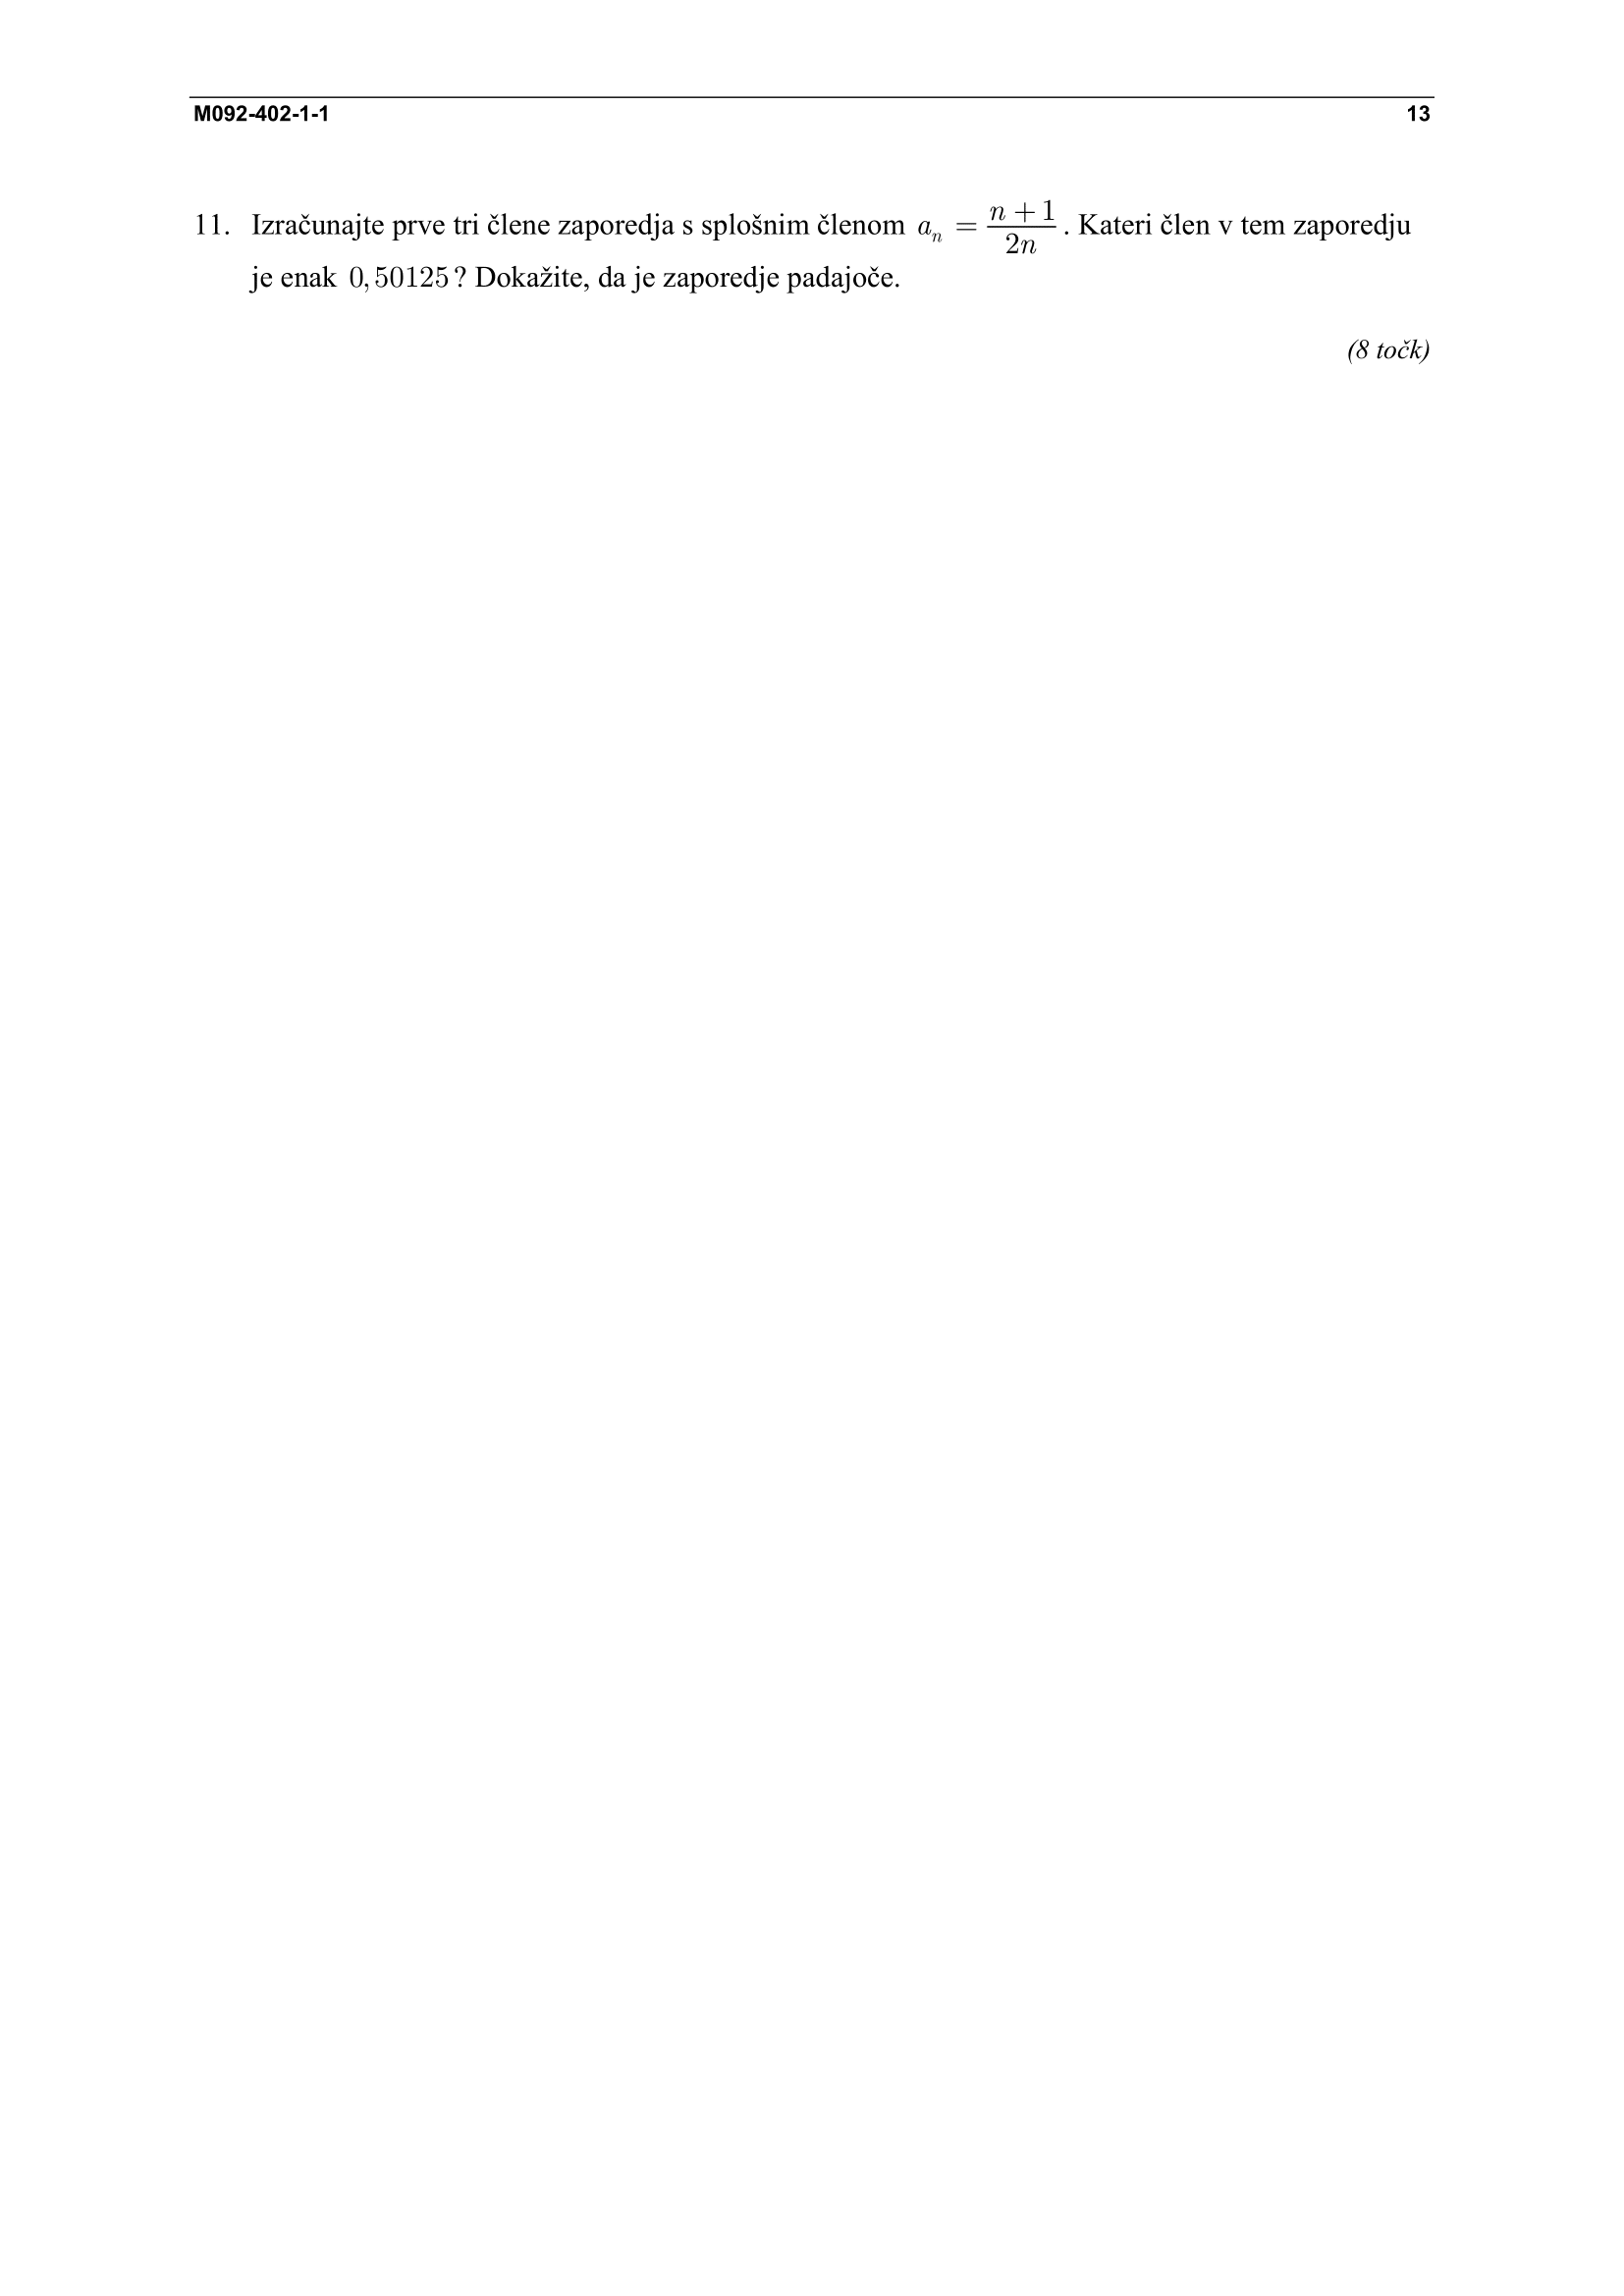 M092-402-1-1 13
11. Izračunajte prve tri člene zaporedja s splošnim členom $a_n = \frac{n+1}{2n}$. Kateri člen v tem zaporedju
je enak 0,50125? Dokažite, da je zaporedje padajoče.
(8 točk)